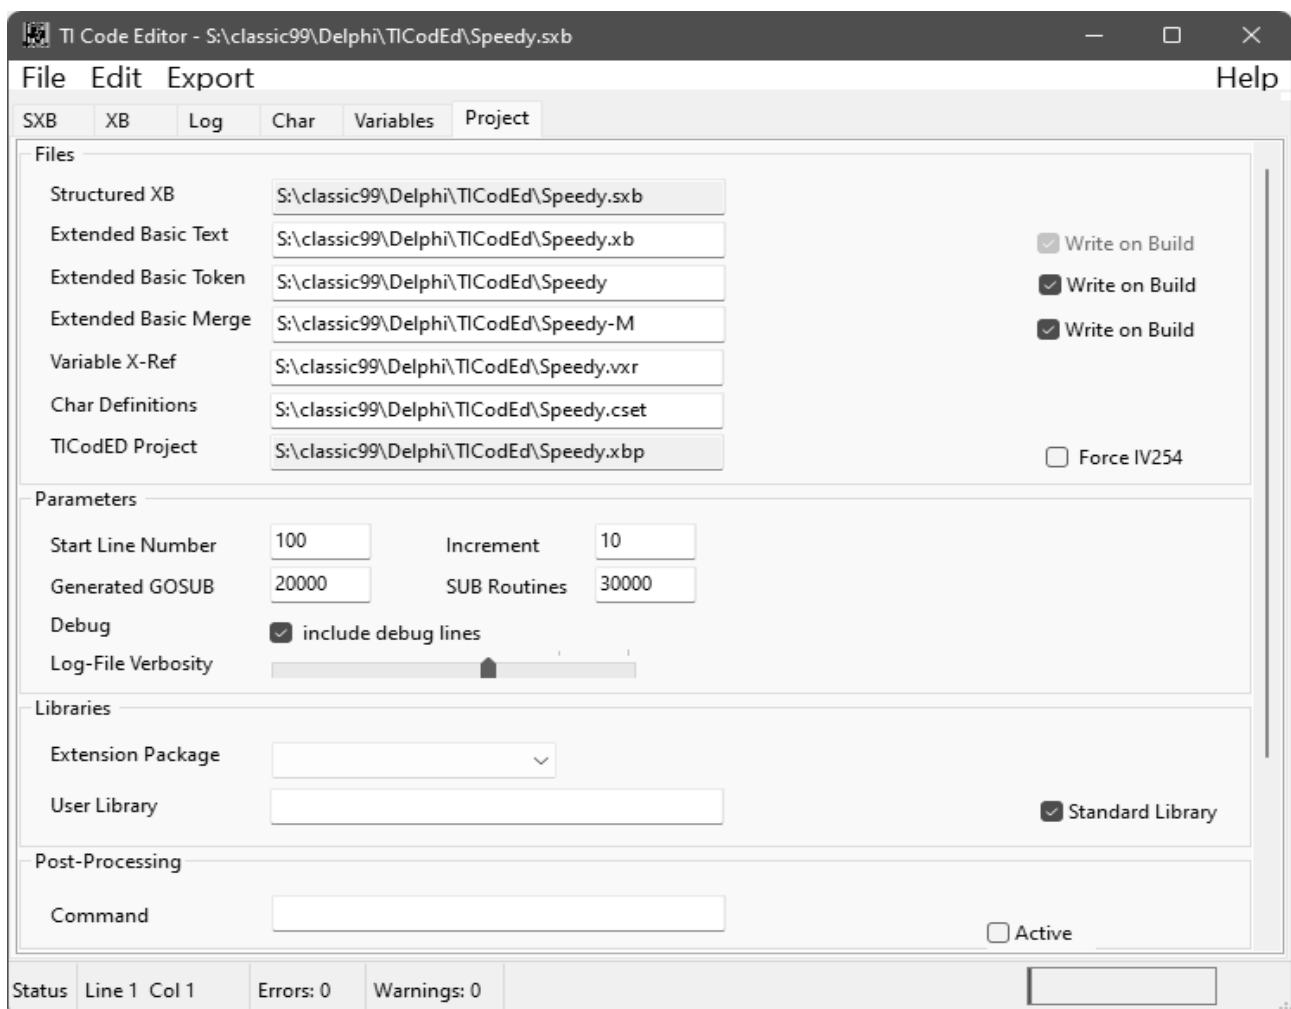 TI Code Editor - S:\classic99\Delphi\TICodEd\Speedy.sxb
File Edit Export Help
SXB XB Log Char Variables Project
Files
Structured XB S:\classic99\Delphi\TICodEd\Speedy.sxb
Extended Basic Text S:\classic99\Delphi\TICodEd\Speedy.xb Write on Build
Extended Basic Token S:\classic99\Delphi\TICodEd\Speedy Write on Build
Extended Basic Merge S:\classic99\Delphi\TICodEd\Speedy-M Write on Build
Variable X-Ref S:\classic99\Delphi\TICodEd\Speedy.vxr
Char Definitions S:\classic99\Delphi\TICodEd\Speedy.cset
TICodED Project S:\classic99\Delphi\TICodEd\Speedy.xbp Force IV254
Parameters
Start Line Number 100 Increment 10
Generated GOSUB 20000 SUB Routines 30000
Debug include debug lines
Log-File Verbosity
Libraries
Extension Package
User Library Standard Library
Post-Processing
Command Active
Status Line 1 Col 1 Errors: 0 Warnings: 0